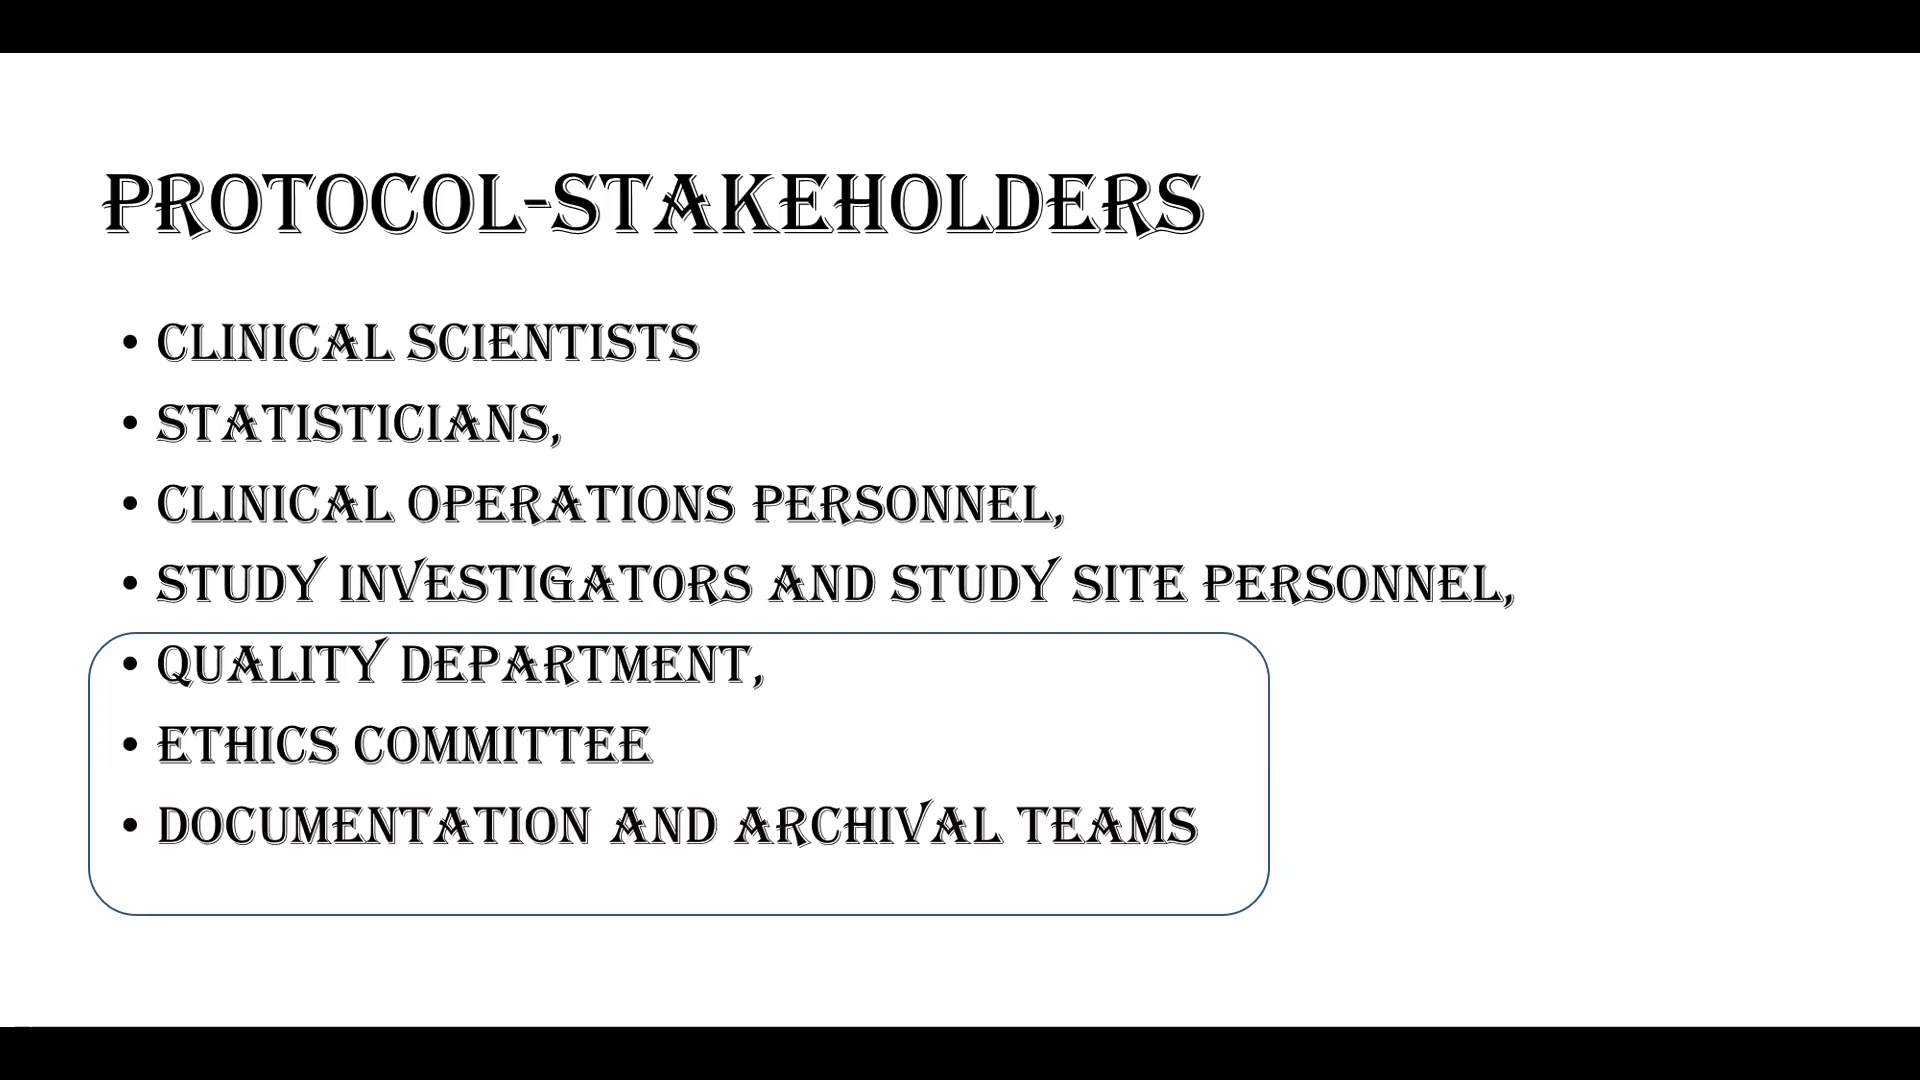 PROTOCOL-STAKEHOLDERS
• CLINICAL SCIENTISTS
• STATISTICIANS,
• CLINICAL OPERATIONS PERSONNEL,
• STUDY INVESTIGATORS AND STUDY SITE PERSONNEL,
• QUALITY DEPARTMENT,
• ETHICS COMMITTEE
• DOCUMENTATION AND ARCHIVAL TEAMS